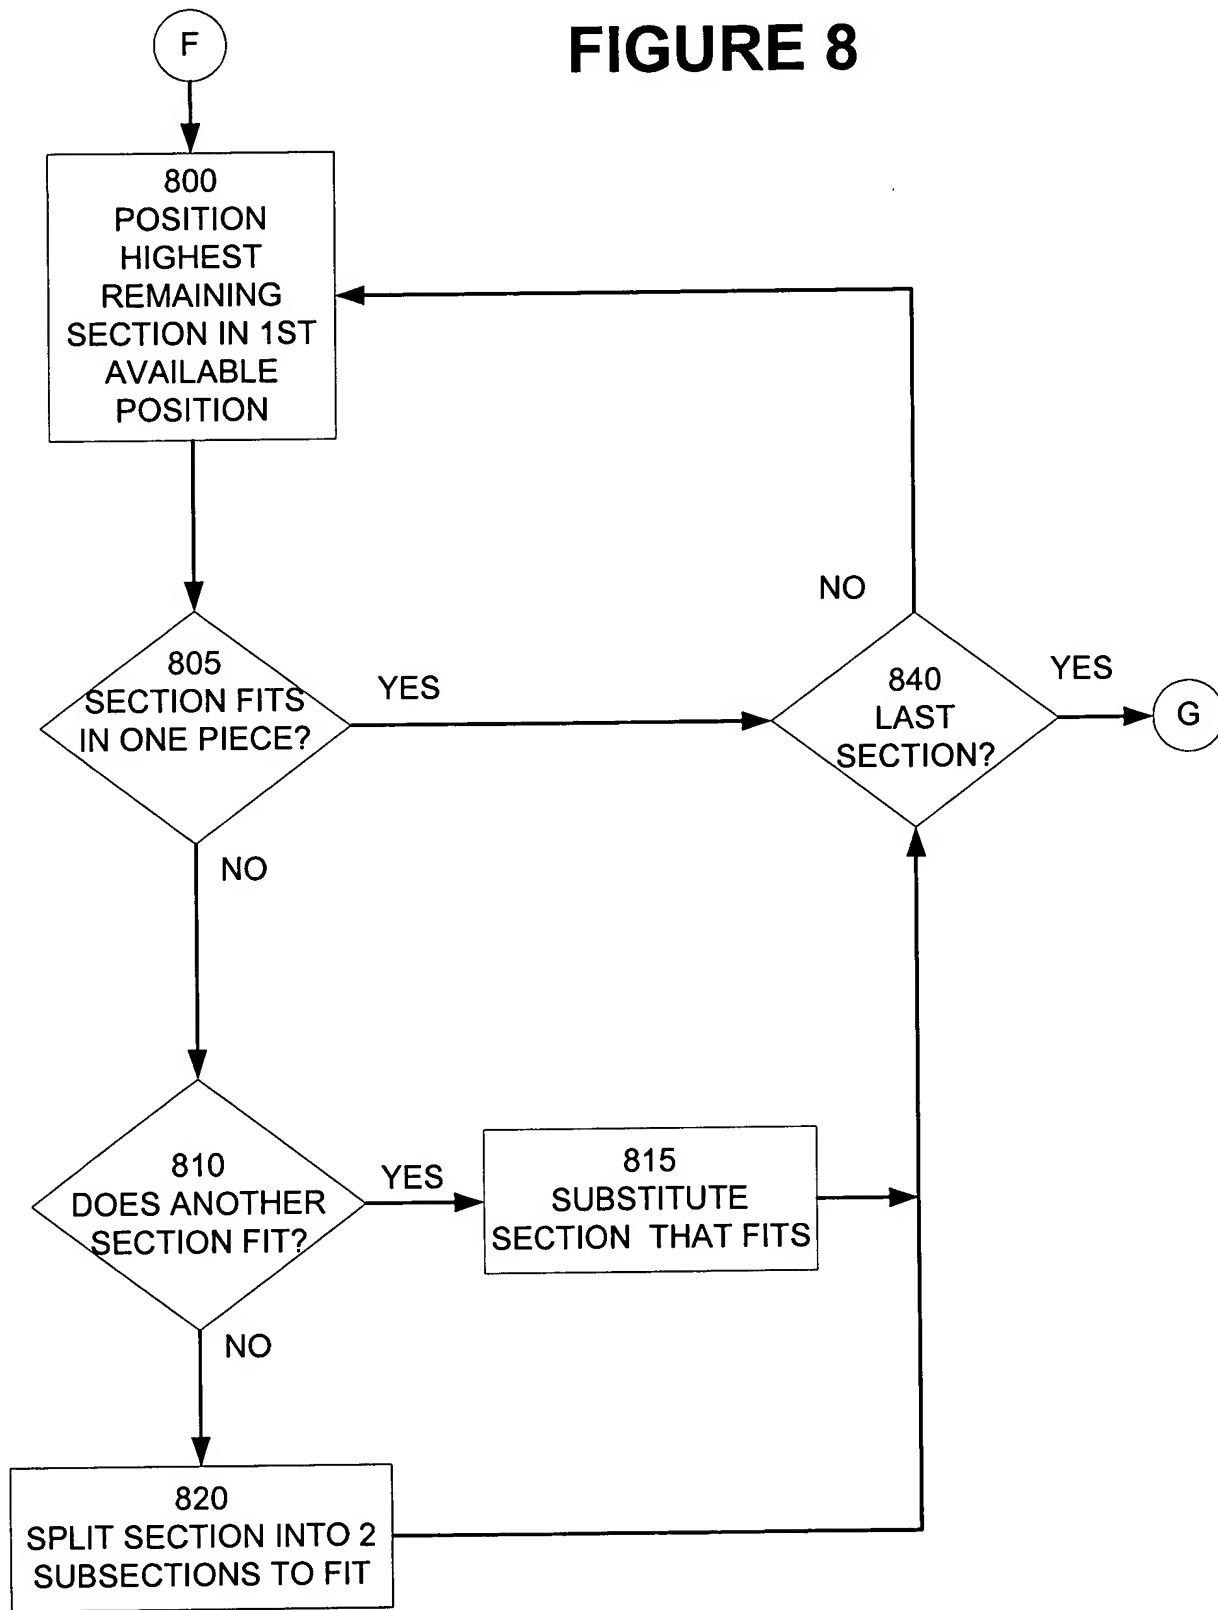 F
FIGURE 8
800
POSITION
HIGHEST
REMAINING
SECTION IN 1ST
AVAILABLE
POSITION
NO
805
SECTION FITS
IN ONE PIECE?
YES
840
LAST
SECTION?
YES
G
NO
810
DOES ANOTHER
SECTION FIT?
YES
815
SUBSTITUTE
SECTION THAT FITS
NO
820
SPLIT SECTION INTO 2
SUBSECTIONS TO FIT